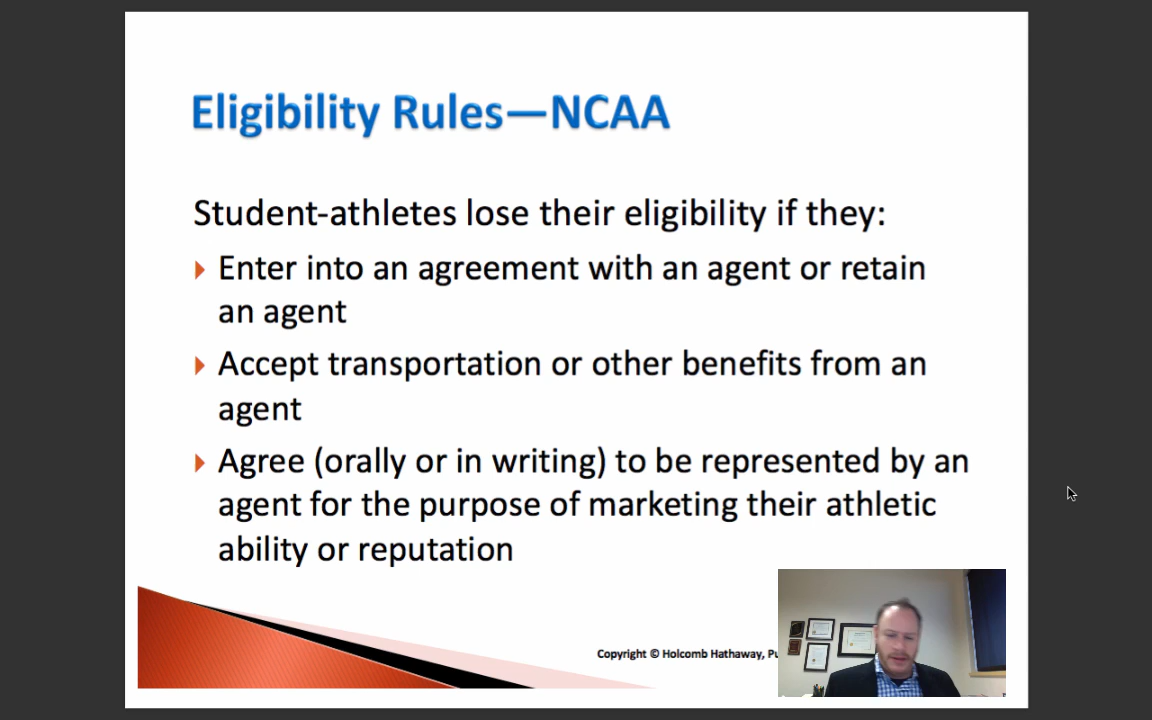 Eligibility Rules—NCAA
Student-athletes lose their eligibility if they:
Enter into an agreement with an agent or retain
an agent
Accept transportation or other benefits from an
agent
Agree (orally or in writing) to be represented by an
agent for the purpose of marketing their athletic
ability or reputation
Copyright © Holcomb Hathaway, Pu